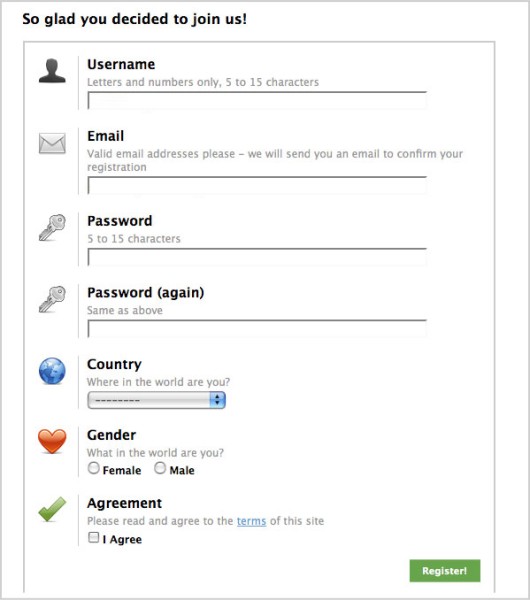 So glad you decided to join us!
Username
Letters and numbers only, 5 to 15 characters
Email
Valid email addresses please – we will send you an email to confirm your
registration
Password
5 to 15 characters
Password (again)
Same as above
Country
Where in the world are you?
--------
Gender
What in the world are you?
Female Male
Agreement
Please read and agree to the terms of this site
I Agree
Register!